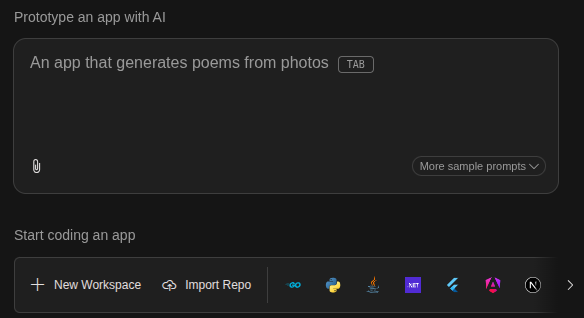 Prototype an app with AI
An app that generates poems from photos TAB
More sample prompts
Start coding an app
New Workspace Import Repo GO .NET N